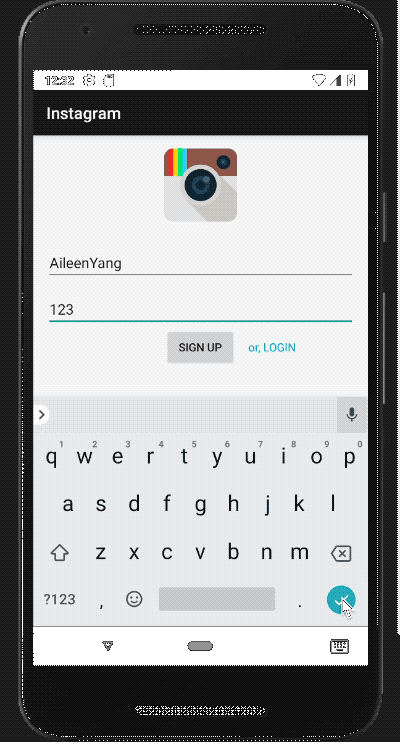 12:32
Instagram
AileenYang
123
SIGN UP or, LOGIN
1 2 3 4 5 6 7 8 9 0
q w e r t y u i o p
a s d f g h j k l
z x c v b n m
?123 , .